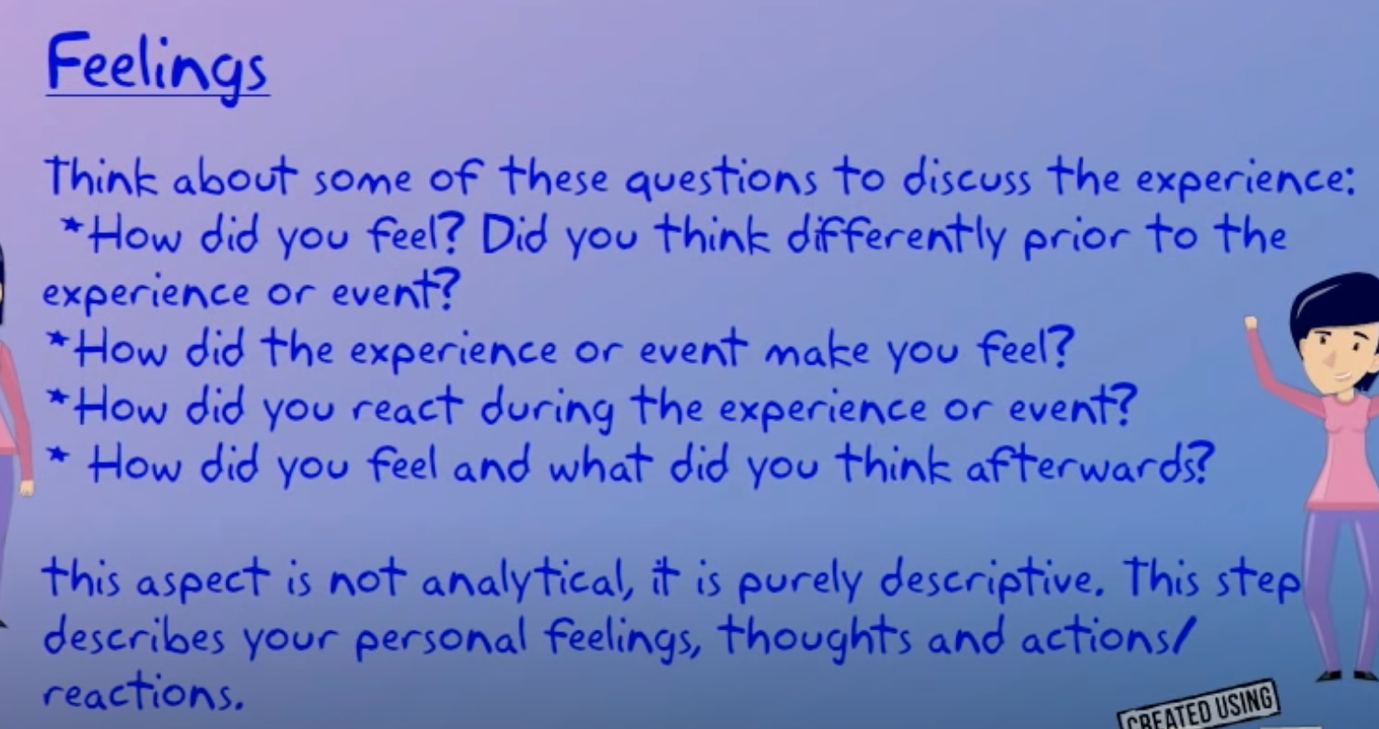 Feelings
Think about some of these questions to discuss the experience:
*How did you feel? Did you think differently prior to the
experience or event?
*How did the experience or event make you feel?
*How did you react during the experience or event?
* How did you feel and what did you think afterwards?
this aspect is not analytical, it is purely descriptive. This step
describes your personal feelings, thoughts and actions/
reactions.
CREATED USING